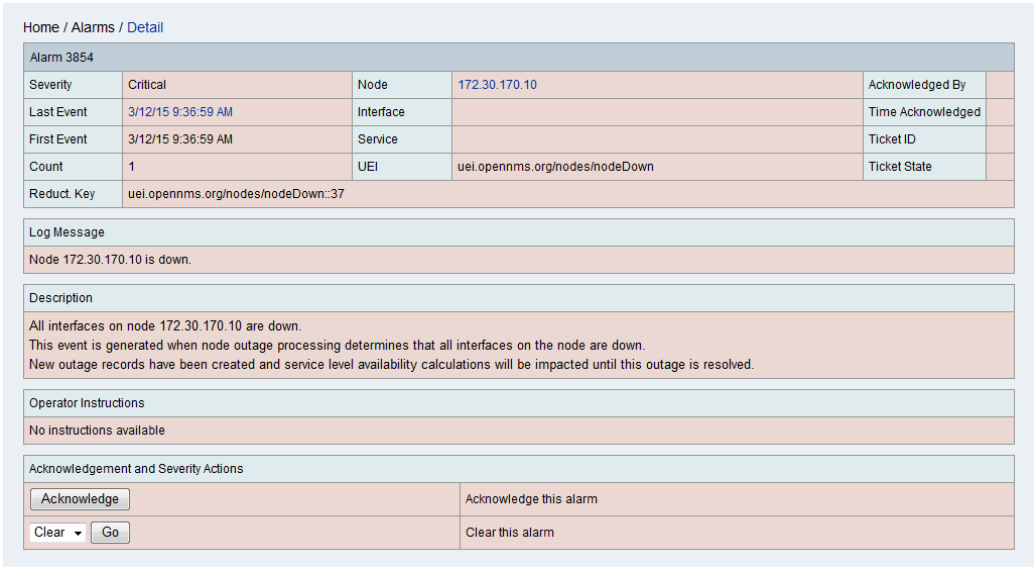 Home / Alarms / Detail
Alarm 3854
Severity Critical Node 172.30.170.10 Acknowledged By
Last Event 3/12/15 9:36:59 AM Interface Time Acknowledged
First Event 3/12/15 9:36:59 AM Service Ticket ID
Count 1 UEI uei.opennms.org/nodes/nodeDown Ticket State
Reduct. Key uei.opennms.org/nodes/nodeDown::37
Log Message
Node 172.30.170.10 is down.
Description
All interfaces on node 172.30.170.10 are down.
This event is generated when node outage processing determines that all interfaces on the node are down.
New outage records have been created and service level availability calculations will be impacted until this outage is resolved.
Operator Instructions
No instructions available
Acknowledgement and Severity Actions
Acknowledge Acknowledge this alarm
Clear Go Clear this alarm